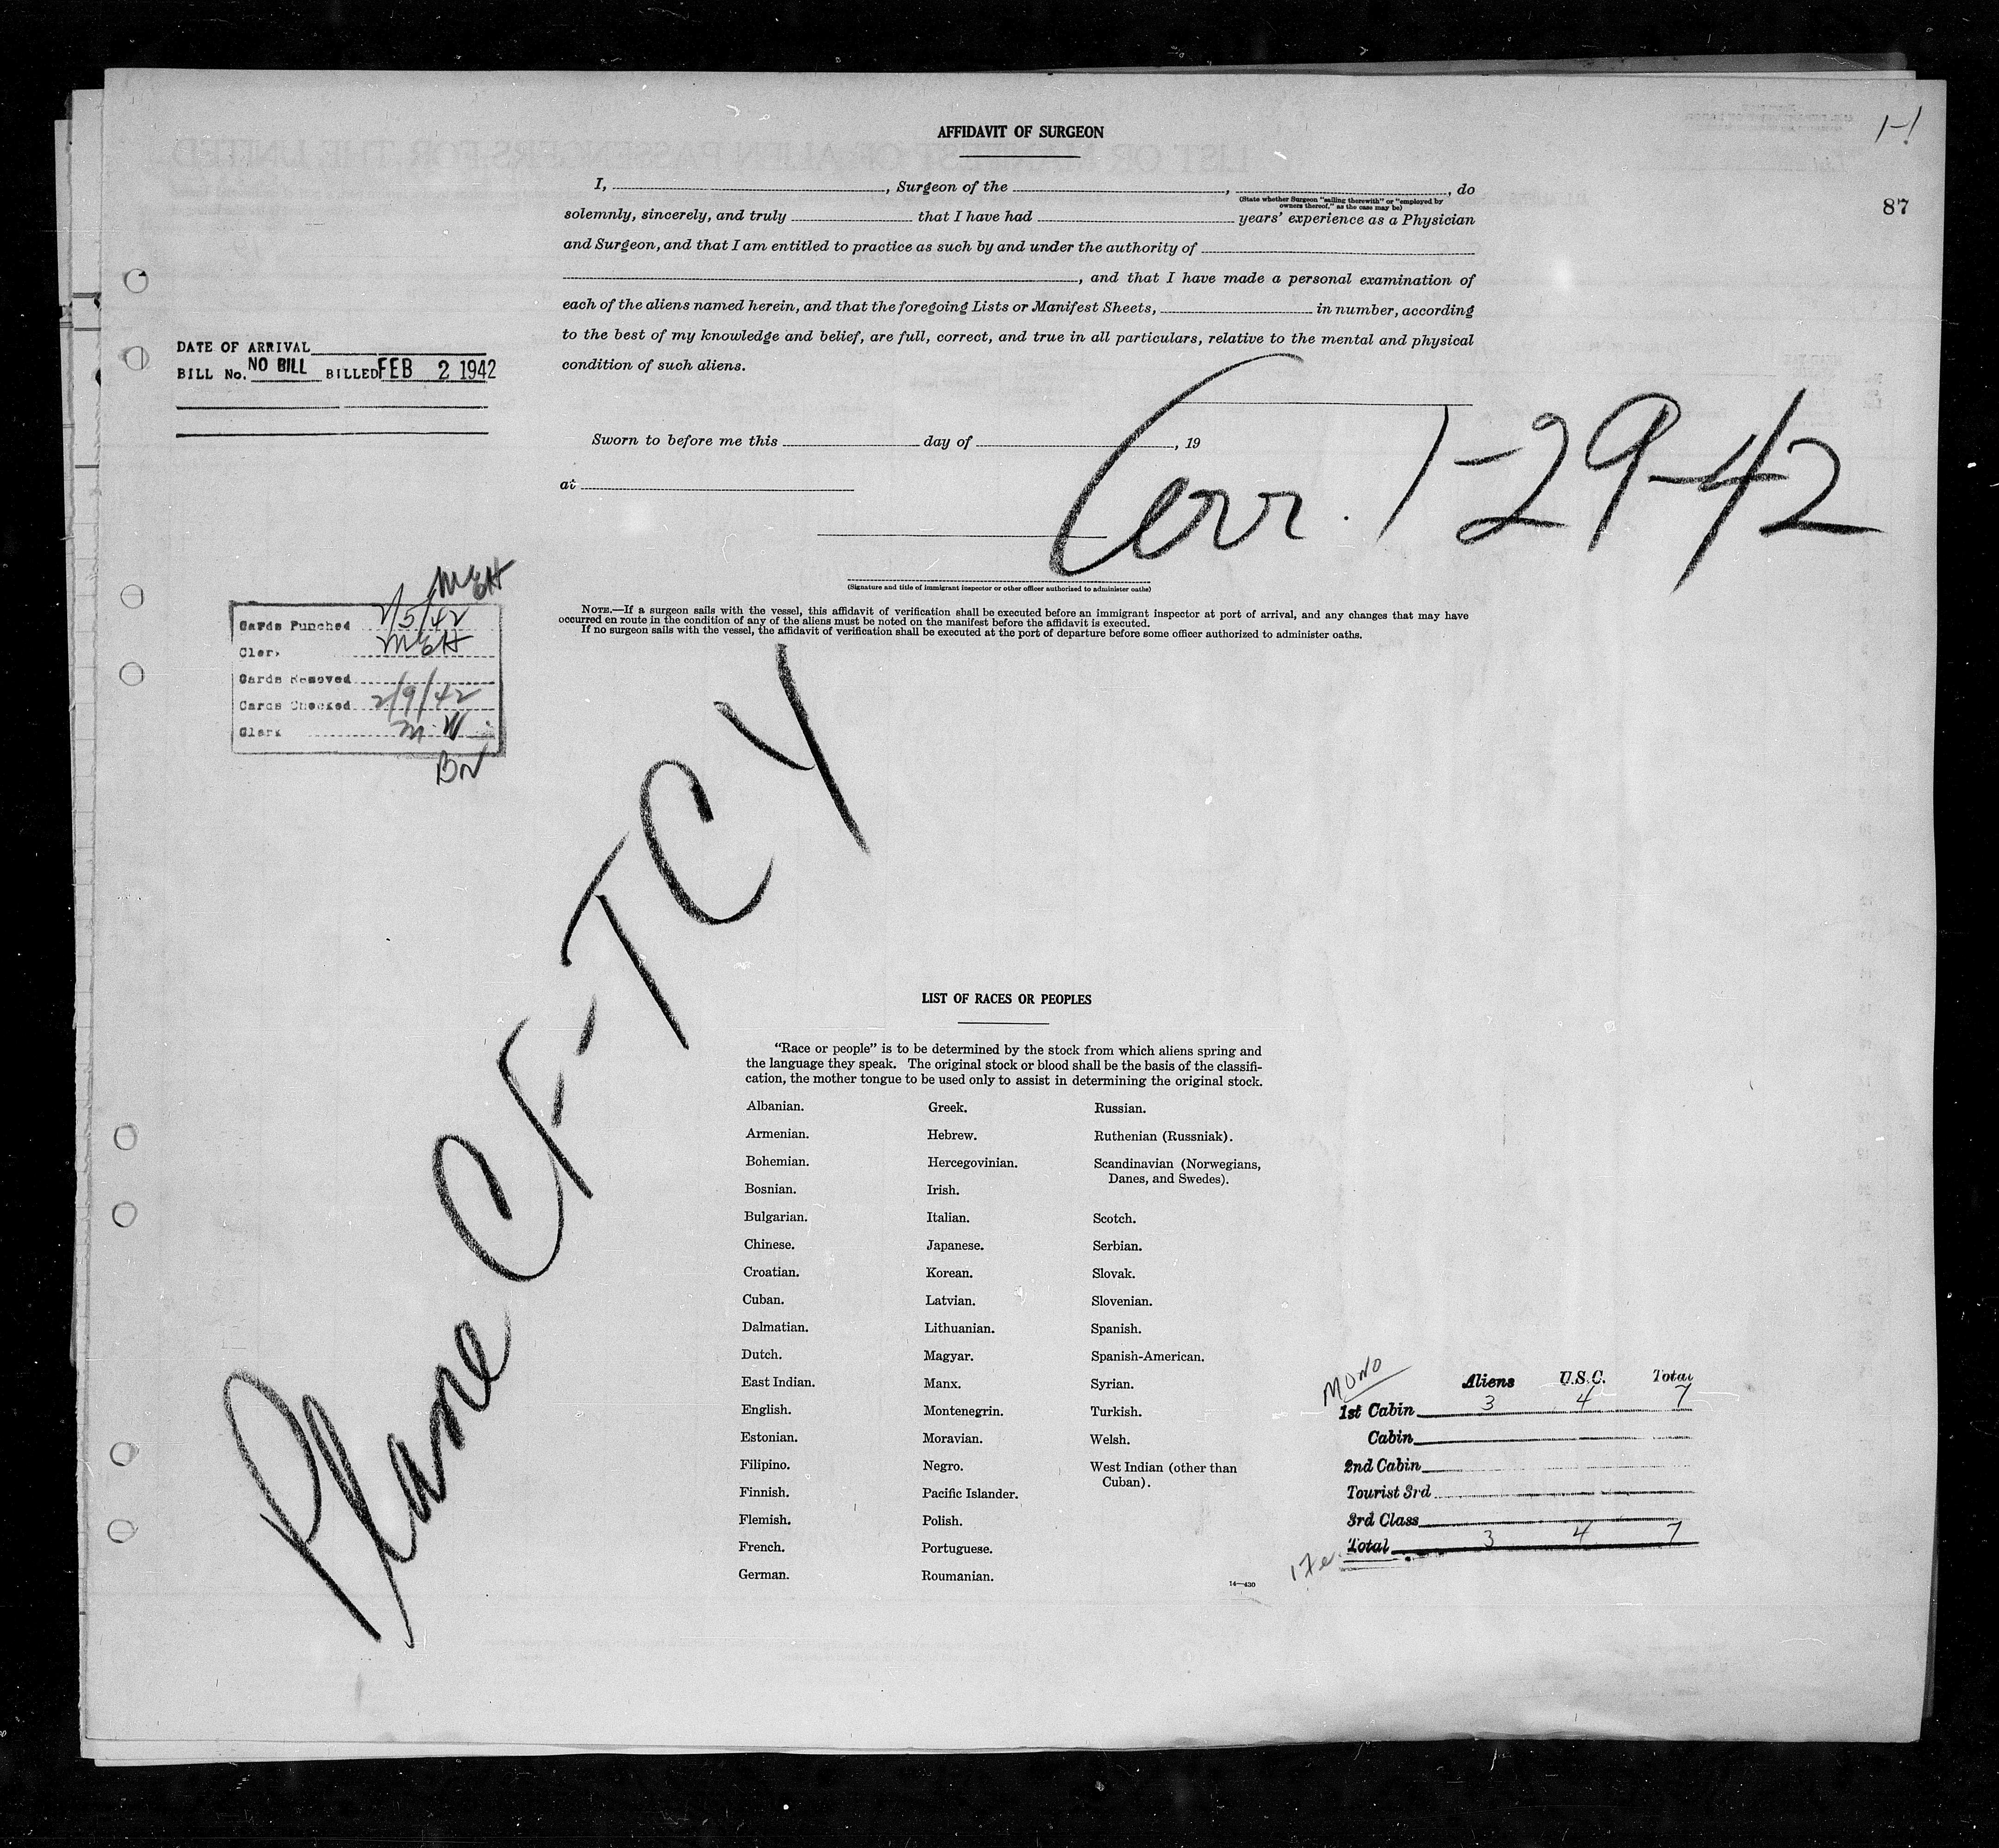 1-1
87
AFFIDAVIT OF SURGEON
I, , Surgeon of the , , do
(State whether Surgeon "sailing therewith" or "employed by
owners thereof," as the case may be)
solemnly, sincerely, and truly that I have had years' experience as a Physician
and Surgeon, and that I am entitled to practice as such by and under the authority of
, and that I have made a personal examination of
each of the aliens named herein, and that the foregoing Lists or Manifest Sheets, in number, according
to the best of my knowledge and belief, are full, correct, and true in all particulars, relative to the mental and physical
condition of such aliens.
DATE OF ARRIVAL
BILL No. NO BILL BILLED FEB 2 1942
Sworn to before me this day of , 19
at
1-29-42
(Signature and title of immigrant inspector or other officer authorized to administer oaths)
NOTE.—If a surgeon sails with the vessel, this affidavit of verification shall be executed before an immigrant inspector at port of arrival, and any changes that may have
occurred en route in the condition of any of the aliens must be noted on the manifest before the affidavit is executed.
If no surgeon sails with the vessel, the affidavit of verification shall be executed at the port of departure before some officer authorized to administer oaths.
MEH
Cards Punched 2/5/42
Clerk MEH
Cards Removed
Cards Checked 2/9/42
Clerk M.W.
BW
Plane CF-TCY
LIST OF RACES OR PEOPLES
"Race or people" is to be determined by the stock from which aliens spring and
the language they speak. The original stock or blood shall be the basis of the classifi-
cation, the mother tongue to be used only to assist in determining the original stock.
Albanian. Greek. Russian.
Armenian. Hebrew. Ruthenian (Russniak).
Bohemian. Hercegovinian. Scandinavian (Norwegians,
Danes, and Swedes).
Bosnian. Irish.
Bulgarian. Italian. Scotch.
Chinese. Japanese. Serbian.
Croatian. Korean. Slovak.
Cuban. Latvian. Slovenian.
Dalmatian. Lithuanian. Spanish.
Dutch. Magyar. Spanish-American.
East Indian. Manx. Syrian.
English. Montenegrin. Turkish.
Estonian. Moravian. Welsh.
Filipino. Negro. West Indian (other than
Cuban).
Finnish. Pacific Islander.
Flemish. Polish.
French. Portuguese.
German. Roumanian.
14—430
MONO
Aliens U.S.C. Total
1st Cabin 3 4 7
Cabin
2nd Cabin
Tourist 3rd
3rd Class
Total 3 4 7